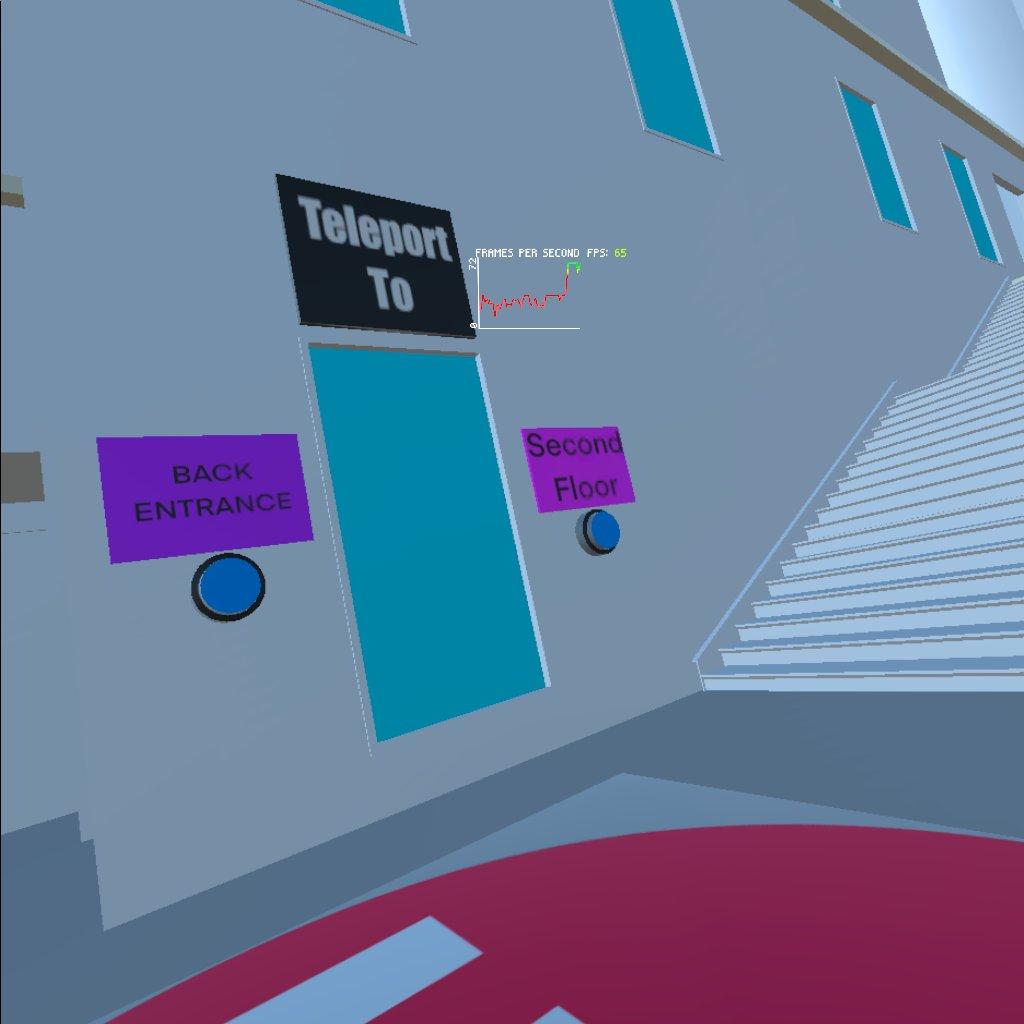 Teleport
To
FRAMES PER SECOND FPS: 65
72
0
BACK
ENTRANCE
Second
Floor